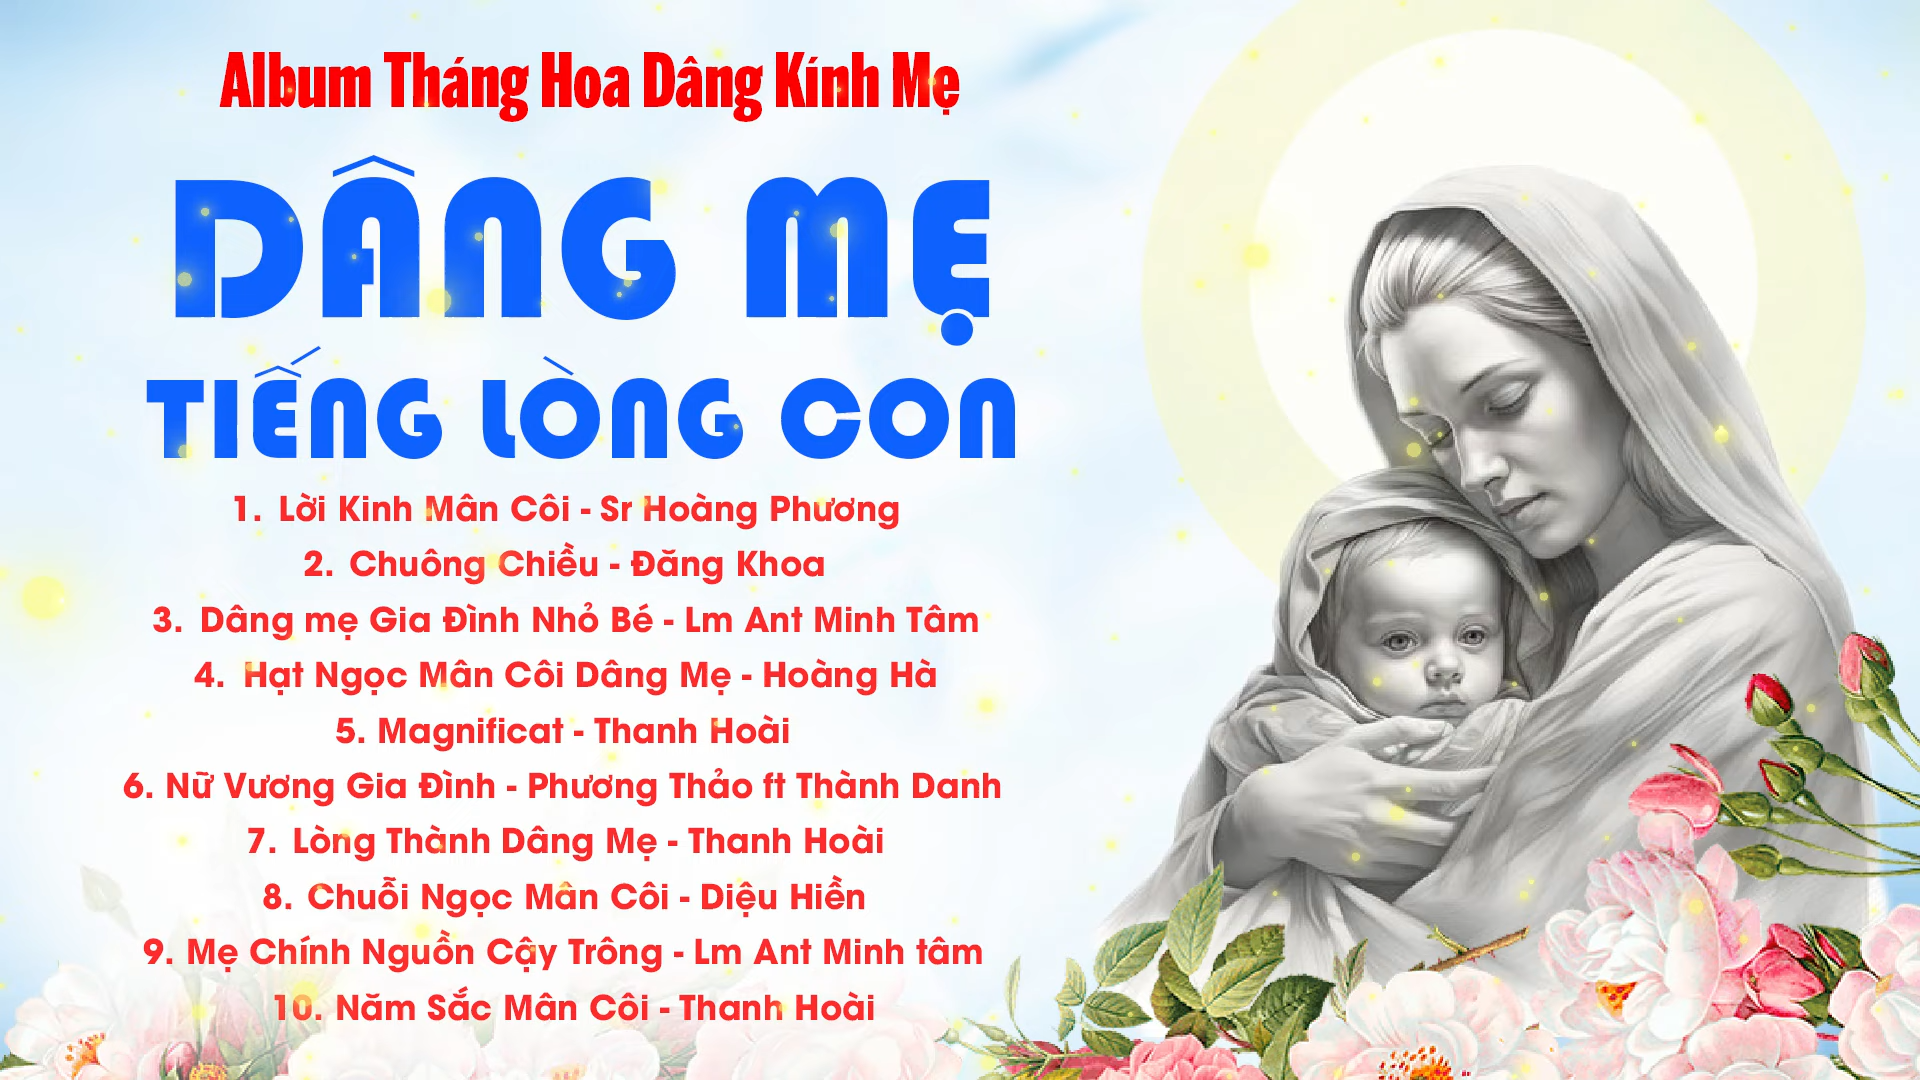 Album Tháng Hoa Dâng Kính Mẹ
DÂNG MẸ
TIẾNG LÒNG CON
1. Lời Kinh Mân Côi - Sr Hoàng Phương
2. Chuông Chiều - Đăng Khoa
3. Dâng mẹ Gia Đình Nhỏ Bé - Lm Ant Minh Tâm
4. Hạt Ngọc Mân Côi Dâng Mẹ - Hoàng Hà
5. Magnificat - Thanh Hoài
6. Nữ Vương Gia Đình - Phương Thảo ft Thành Danh
7. Lòng Thành Dâng Mẹ - Thanh Hoài
8. Chuỗi Ngọc Mân Côi - Diệu Hiền
9. Mẹ Chính Nguồn Cậy Trông - Lm Ant Minh tâm
10. Năm Sắc Mân Côi - Thanh Hoài